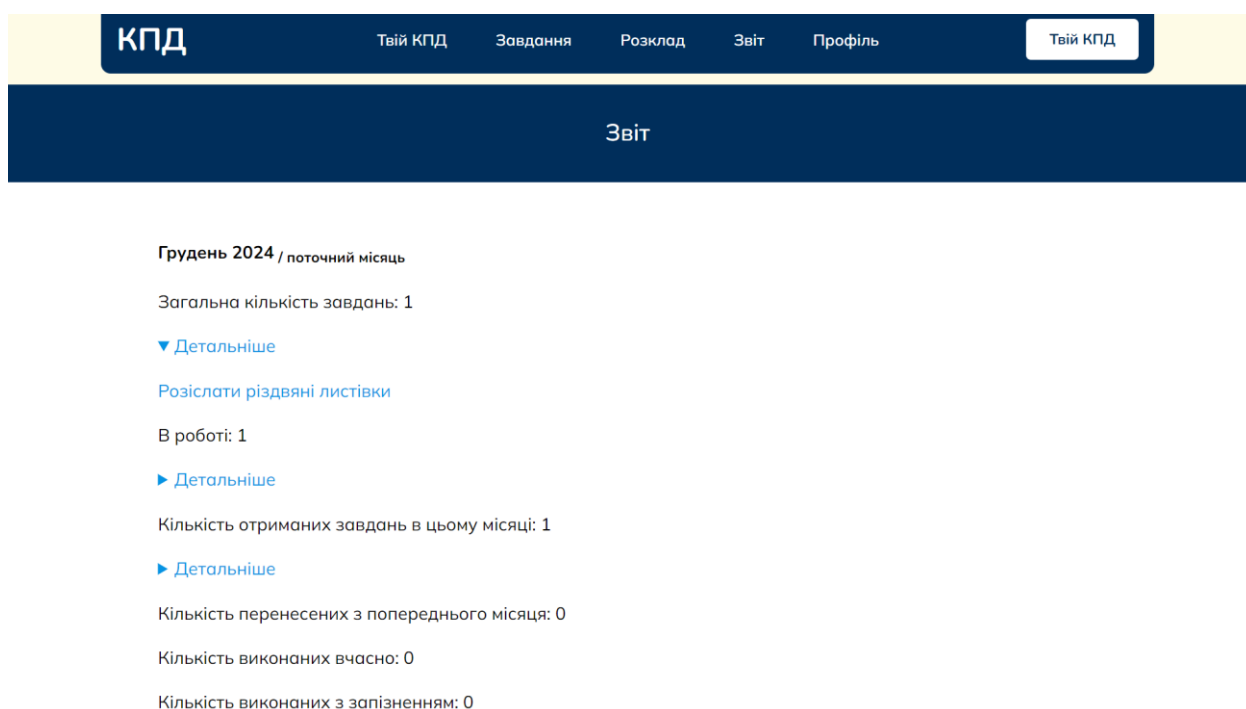 КПД Твій КПД Завдання Розклад Звіт Профіль Твій КПД
Звіт
Грудень 2024 / поточний місяць
Загальна кількість завдань: 1
▼ Детальніше
Розіслати різдвяні листівки
В роботі: 1
▶ Детальніше
Кількість отриманих завдань в цьому місяці: 1
▶ Детальніше
Кількість перенесених з попереднього місяця: 0
Кількість виконаних вчасно: 0
Кількість виконаних з запізненням: 0